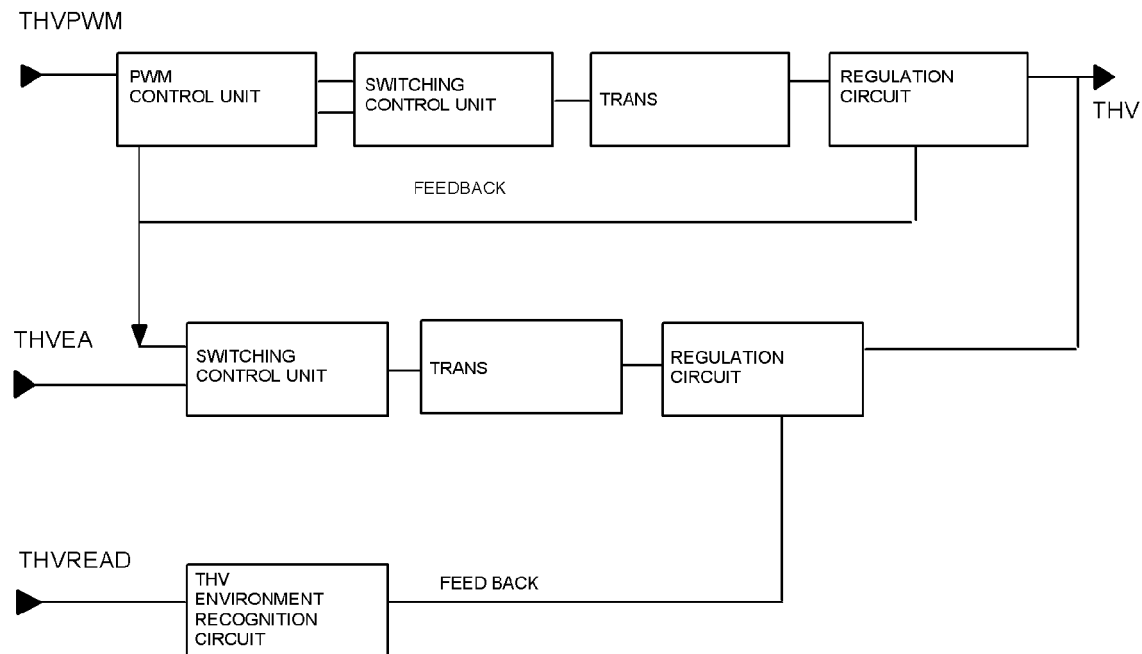 THVPWM
PWM
CONTROL UNIT
SWITCHING
CONTROL UNIT
TRANS
REGULATION
CIRCUIT
THV
FEEDBACK
THVEA
SWITCHING
CONTROL UNIT
TRANS
REGULATION
CIRCUIT
THVREAD
THV
ENVIRONMENT
RECOGNITION
CIRCUIT
FEED BACK